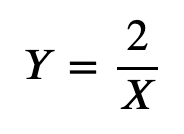 Y = 2/X